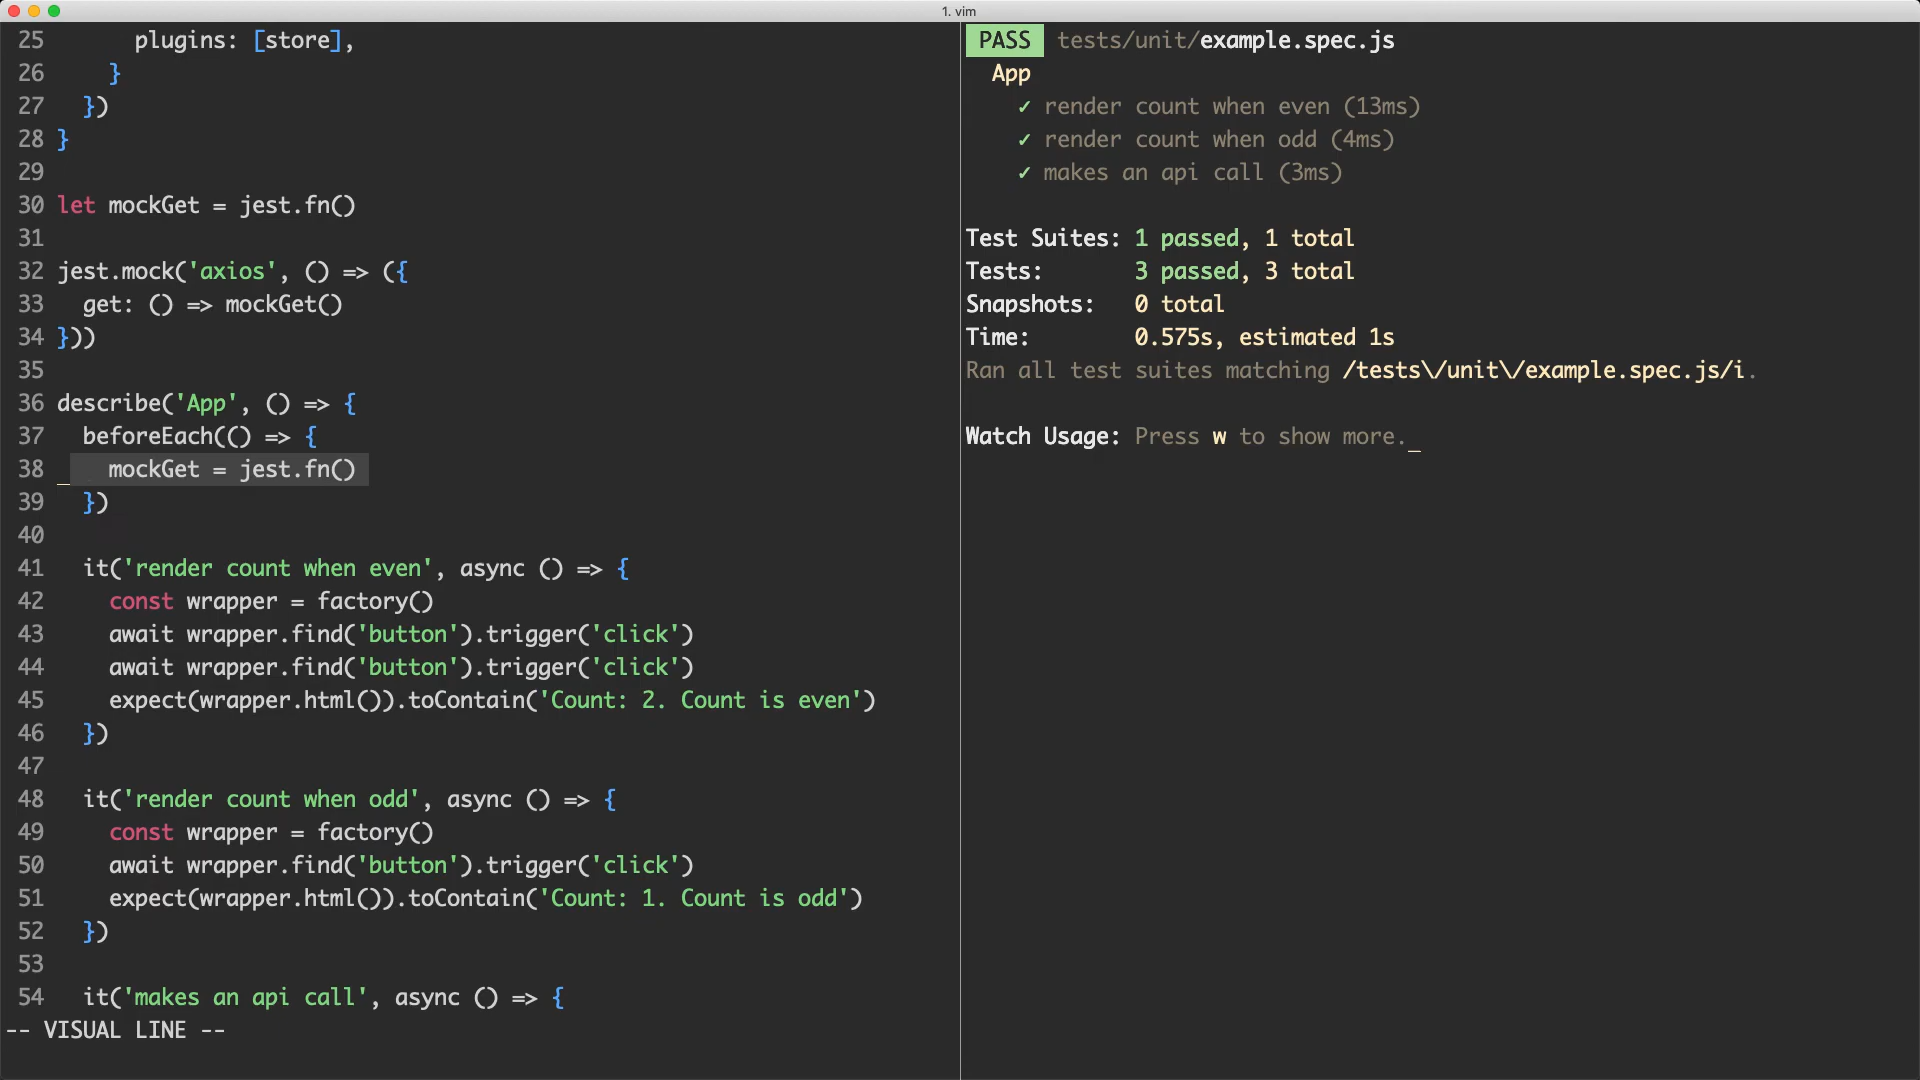 1. vim
25       plugins: [store],
26     }
27   })
28 }
29
30 let mockGet = jest.fn()
31
32 jest.mock('axios', () => ({
33   get: () => mockGet()
34 }))
35
36 describe('App', () => {
37   beforeEach(() => {
38     mockGet = jest.fn()
39   })
40
41   it('render count when even', async () => {
42     const wrapper = factory()
43     await wrapper.find('button').trigger('click')
44     await wrapper.find('button').trigger('click')
45     expect(wrapper.html()).toContain('Count: 2. Count is even')
46   })
47
48   it('render count when odd', async () => {
49     const wrapper = factory()
50     await wrapper.find('button').trigger('click')
51     expect(wrapper.html()).toContain('Count: 1. Count is odd')
52   })
53
54   it('makes an api call', async () => {
-- VISUAL LINE --
PASS tests/unit/example.spec.js
App
✓ render count when even (13ms)
✓ render count when odd (4ms)
✓ makes an api call (3ms)
Test Suites: 1 passed, 1 total
Tests: 3 passed, 3 total
Snapshots: 0 total
Time: 0.575s, estimated 1s
Ran all test suites matching /tests\/unit\/example.spec.js/i.
Watch Usage: Press w to show more.